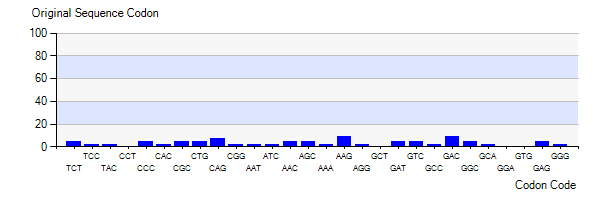 Original Sequence Codon
100
80
60
40
20
0
TCC CCT CAC CTG CGG ATC AGC AAG GCT GTC GAC GCA GTG GGG
TCT TAC CCC CGC CAG AAT AAC AAA AGG GAT GCC GGC GGA GAG
Codon Code